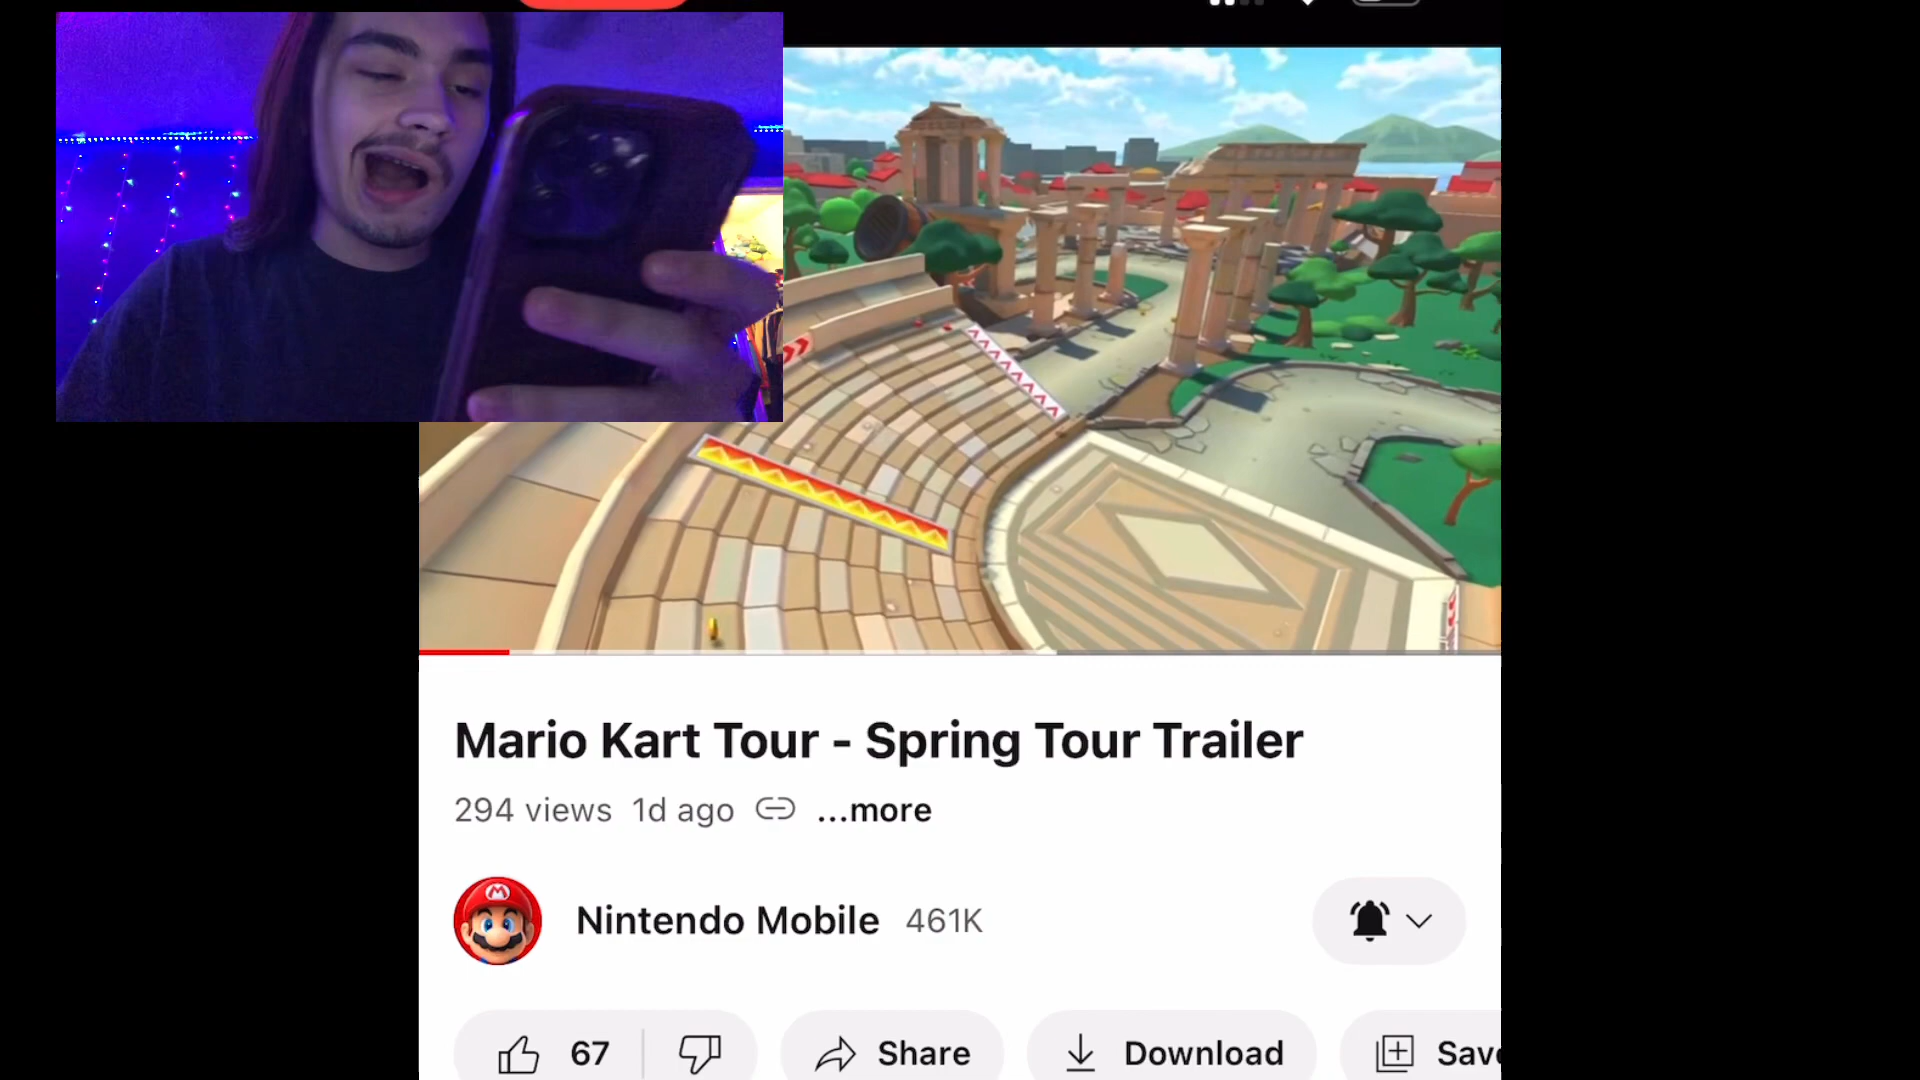 Mario Kart Tour - Spring Tour Trailer
294 views 1d ago ...more
Nintendo Mobile 461K
67 Share Download